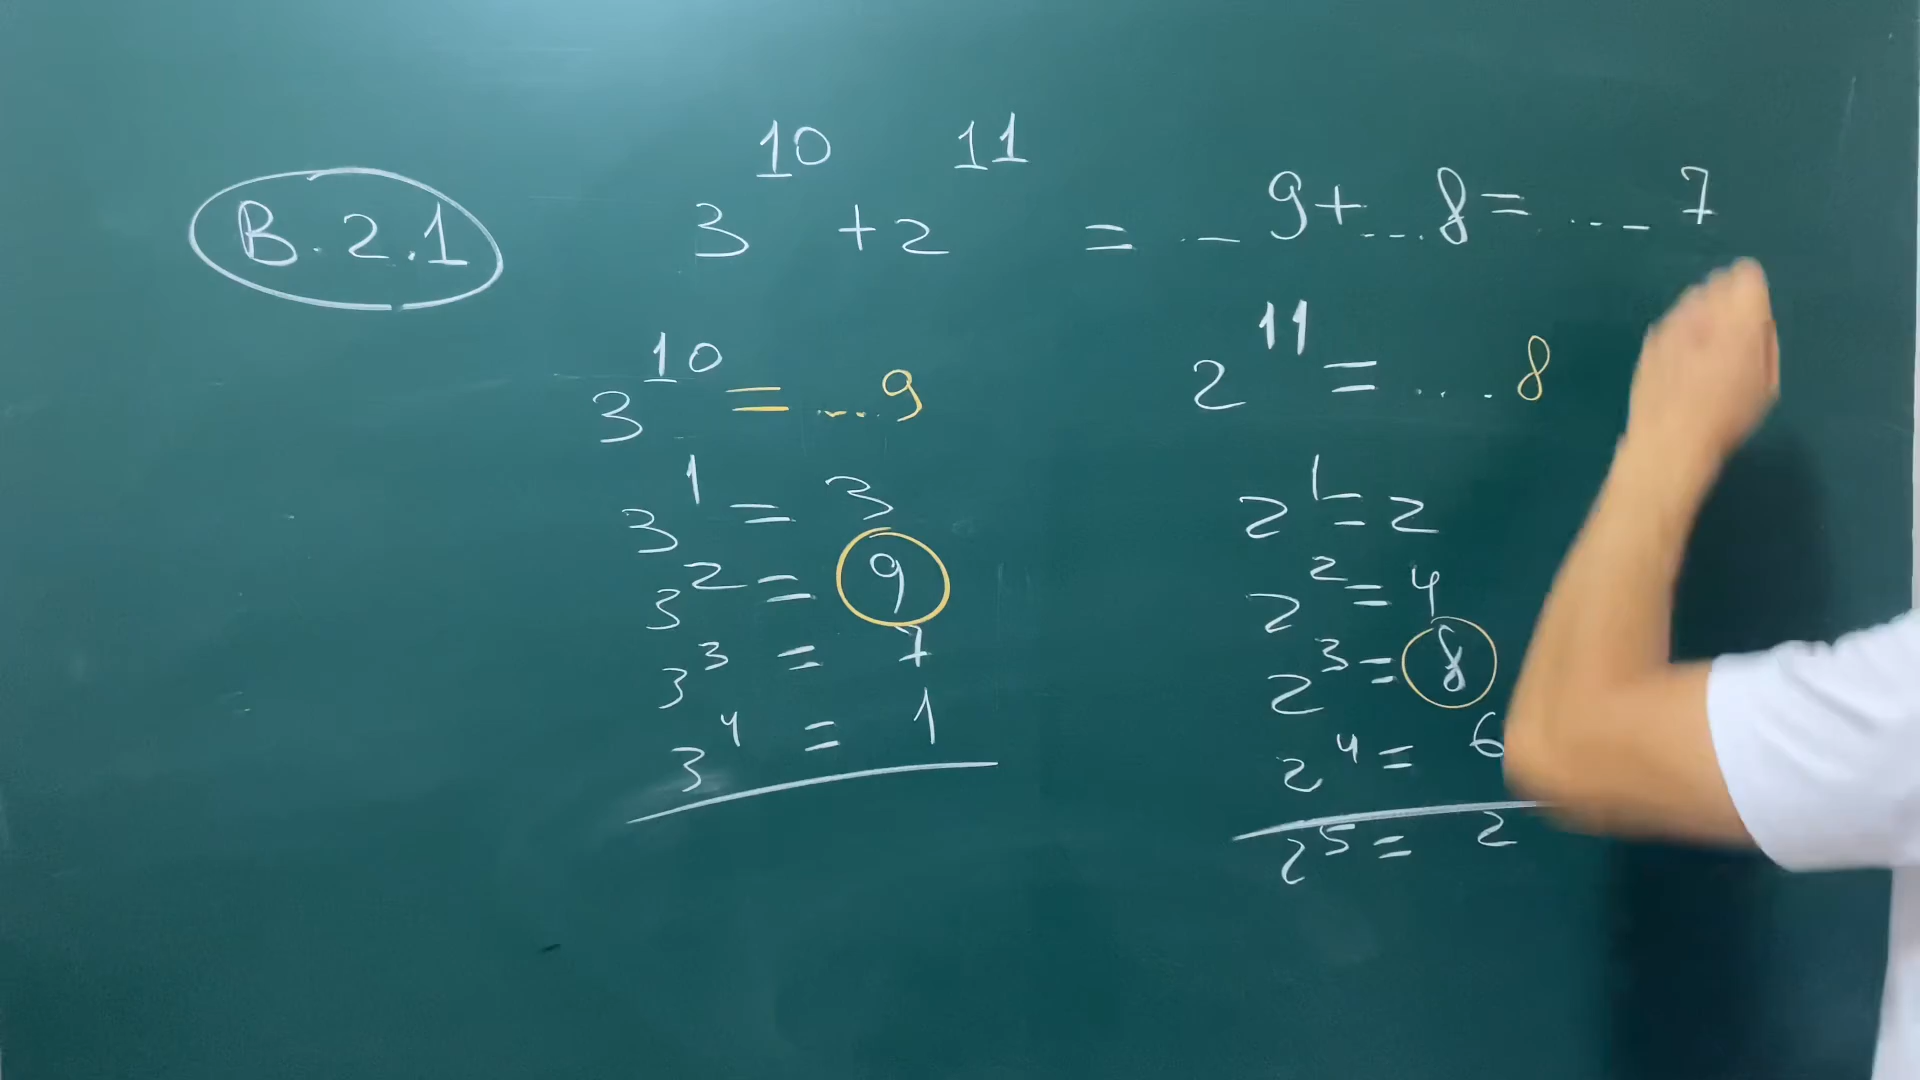 B.2.1
3^10 + 2^11 = ...9 + ...8 = ...7
3^10 = ...9
3^1 = 3
3^2 = 9
3^3 = 7
3^4 = 1
2^11 = ....8
2^1 = 2
2^2 = 4
2^3 = 8
2^4 = 6
2^5 = 2